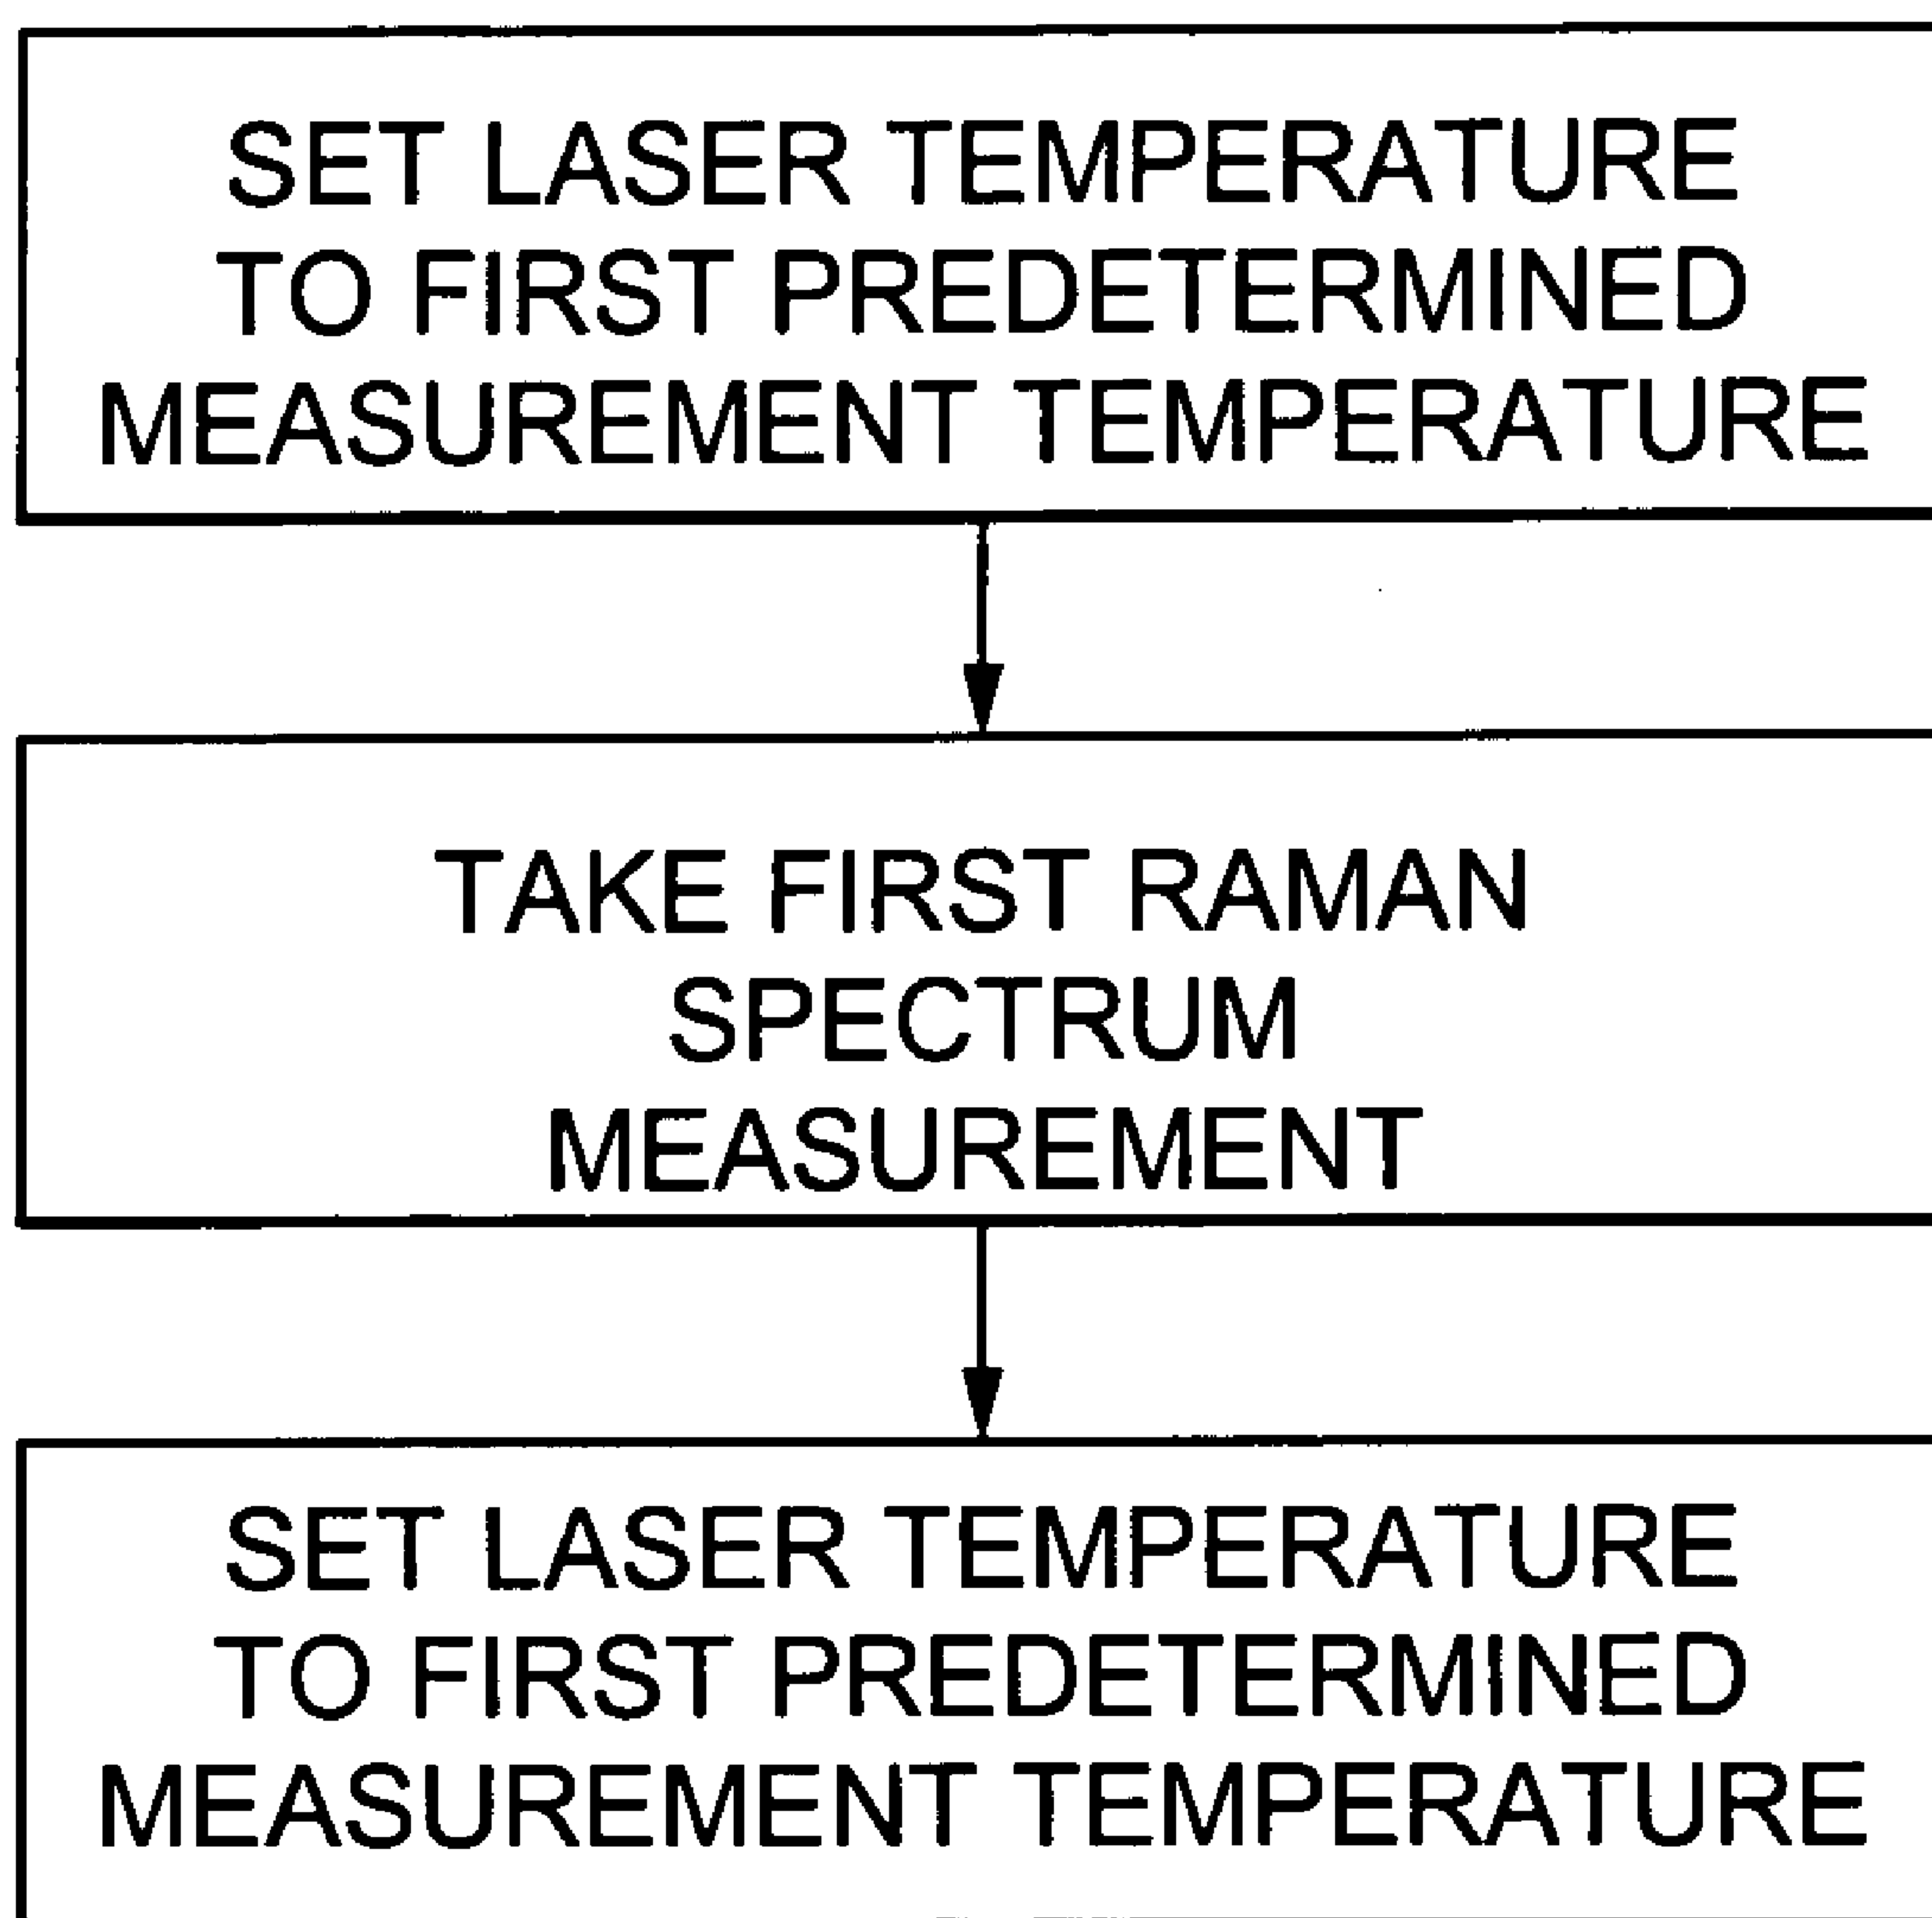 SET LASER TEMPERATURE
TO FIRST PREDETERMINED
MEASUREMENT TEMPERATURE
TAKE FIRST RAMAN
SPECTRUM
MEASUREMENT
SET LASER TEMPERATURE
TO FIRST PREDETERMINED
MEASUREMENT TEMPERATURE